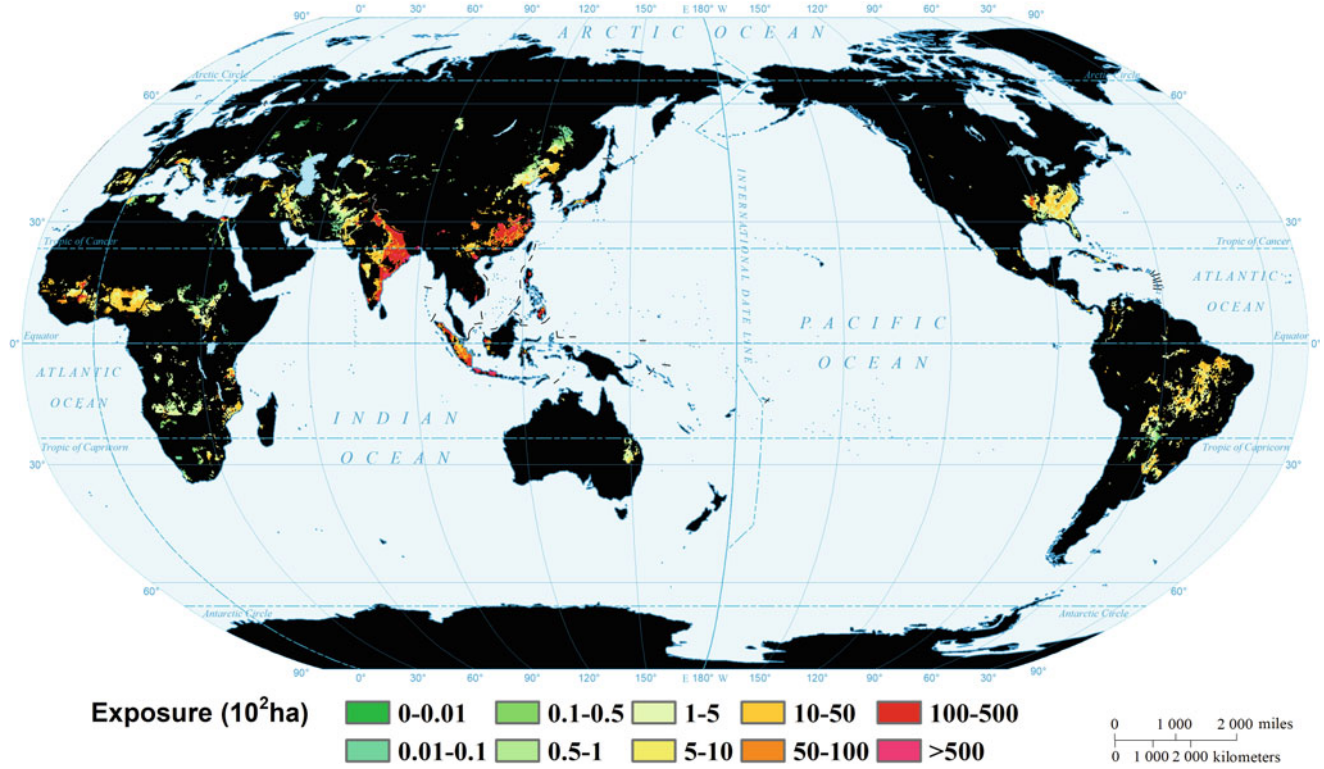 90° 0° 30° 60° 90° 120° 150° E 180° W 150° 120° 90° 60° 30° 0° 90°
ARCTIC OCEAN
Arctic Circle
Arctic Circle
60°
60°
30°
30°
INTERNATIONAL DATE LINE
Tropic of Cancer
Tropic of Cancer
ATLANTIC
OCEAN
PACIFIC
OCEAN
Equator
Equator
0°
0°
ATLANTIC
OCEAN
INDIAN
OCEAN
Tropic of Capricorn
Tropic of Capricorn
30°
30°
60°
60°
Antarctic Circle
Antarctic Circle
90° 0° 30° 60° 90° 120° 150° E 180° W 150° 120° 90° 60° 30° 0° 90°
Exposure (10²ha)
0-0.01 0.1-0.5 1-5 10-50 100-500
0.01-0.1 0.5-1 5-10 50-100 >500
0 1 000 2 000 miles
0 1 000 2 000 kilometers